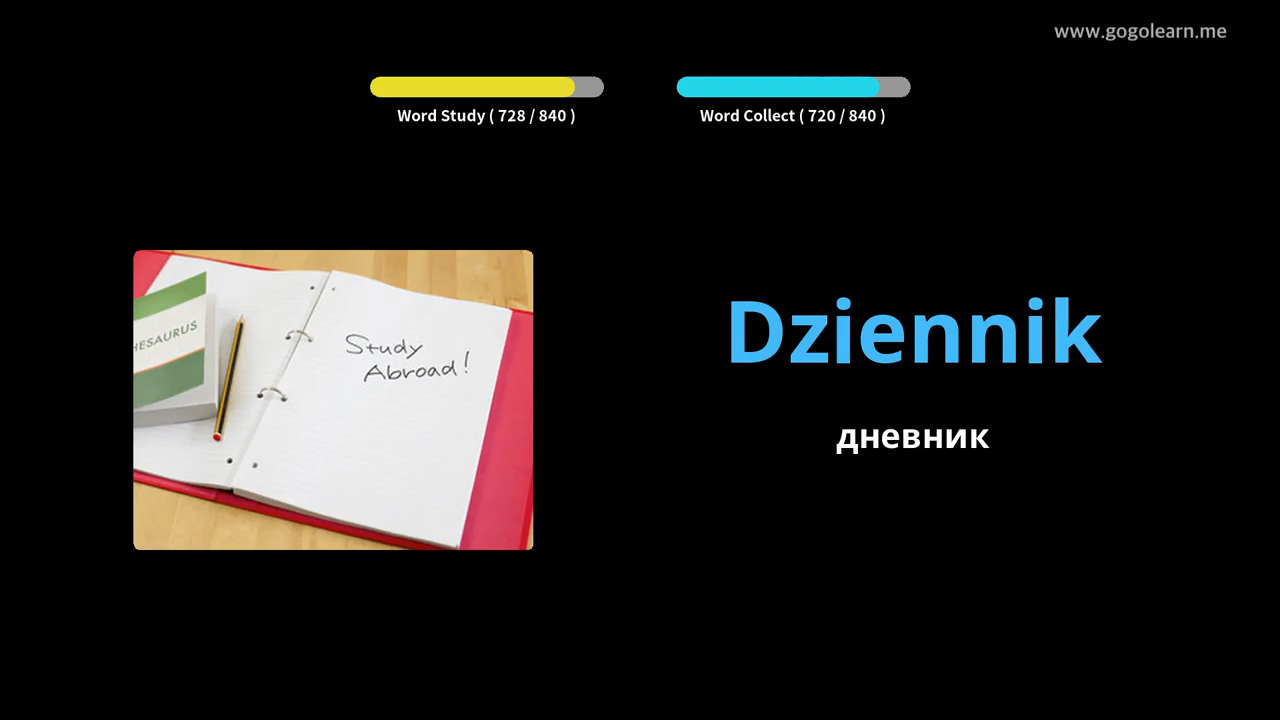 www.gogolearn.me
Word Study ( 728 / 840 )
Word Collect ( 720 / 840 )
HESAURUS
Study
Abroad!
Dziennik
дневник